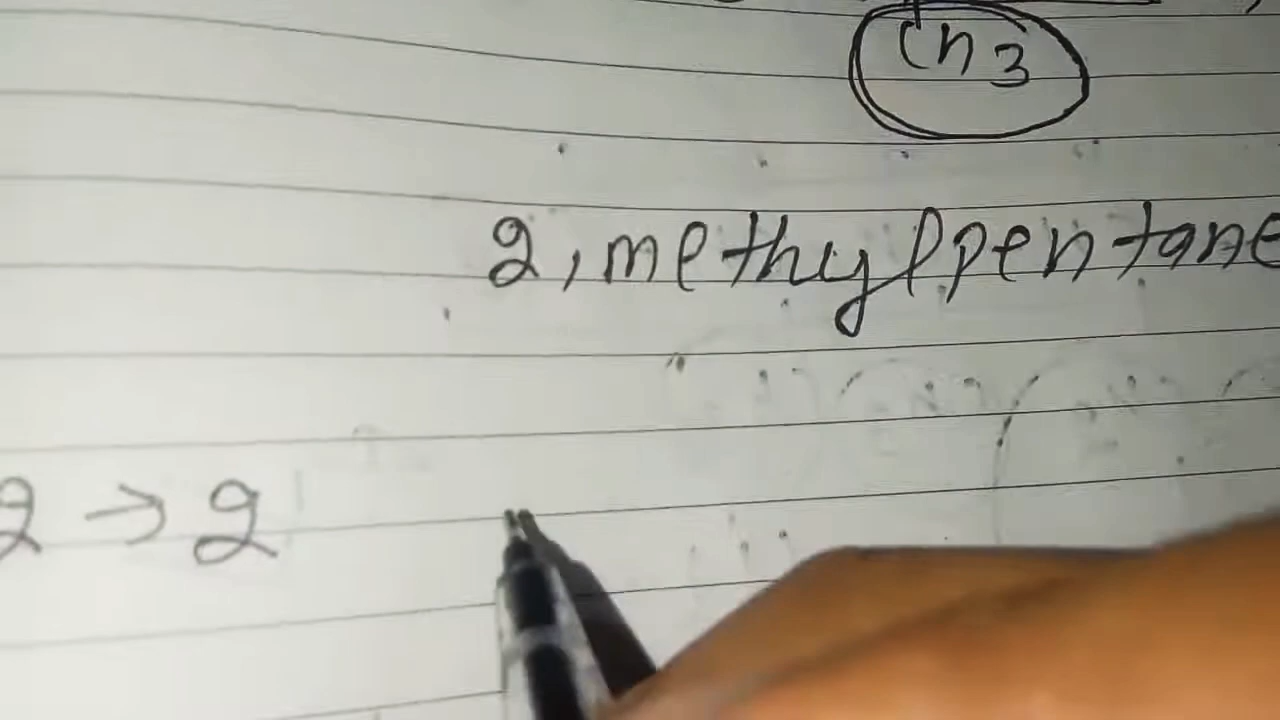 CH3
2, methylpentane
2 → 2